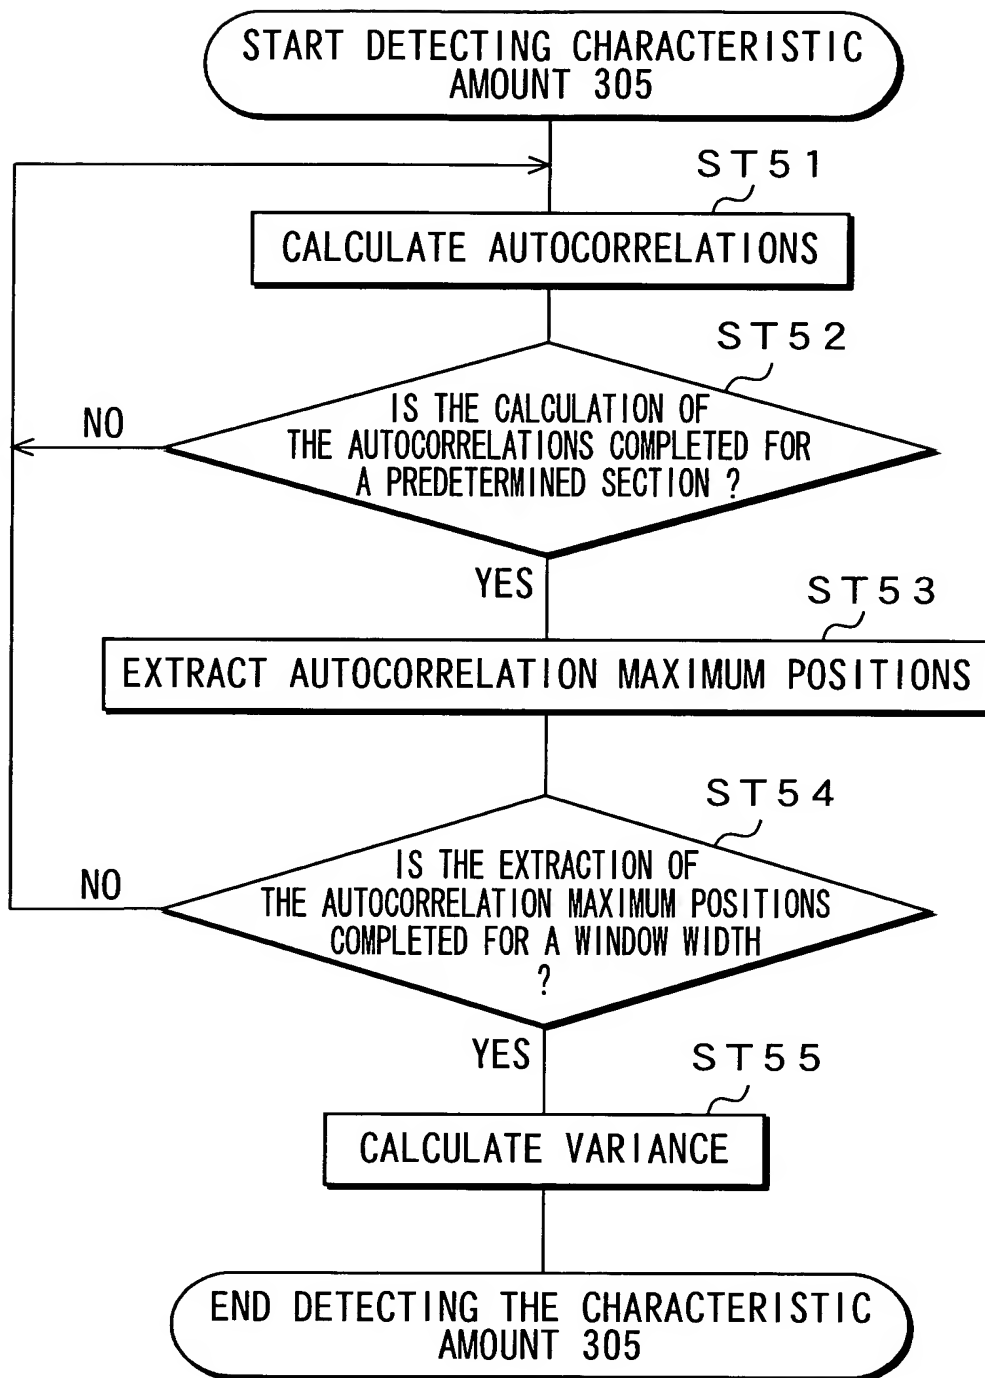 START DETECTING CHARACTERISTIC
AMOUNT 305
ST51
CALCULATE AUTOCORRELATIONS
ST52
IS THE CALCULATION OF
THE AUTOCORRELATIONS COMPLETED FOR
A PREDETERMINED SECTION ?
NO
YES
ST53
EXTRACT AUTOCORRELATION MAXIMUM POSITIONS
ST54
IS THE EXTRACTION OF
THE AUTOCORRELATION MAXIMUM POSITIONS
COMPLETED FOR A WINDOW WIDTH
?
NO
YES
ST55
CALCULATE VARIANCE
END DETECTING THE CHARACTERISTIC
AMOUNT 305